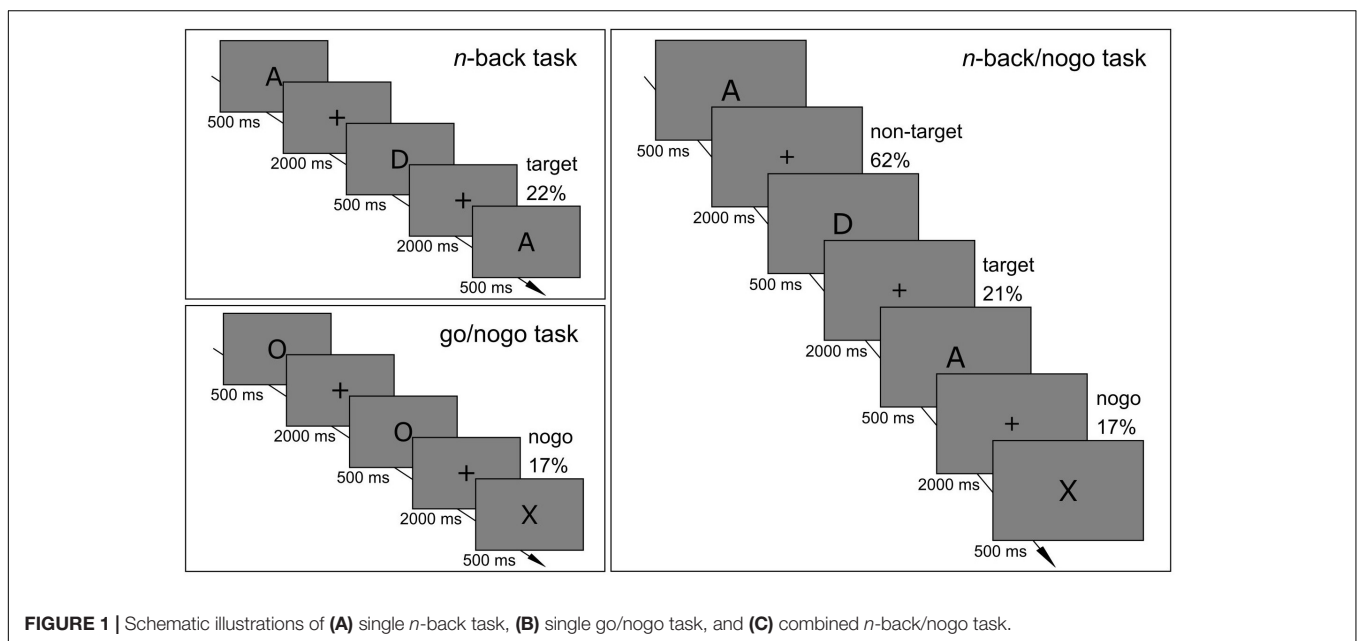 n-back task
A
500 ms
+
2000 ms
D
500 ms
+
2000 ms
target
22%
A
500 ms
go/nogo task
O
500 ms
+
2000 ms
O
500 ms
+
2000 ms
nogo
17%
X
500 ms
n-back/nogo task
A
500 ms
+
2000 ms
non-target
62%
D
500 ms
+
2000 ms
target
21%
A
500 ms
+
2000 ms
nogo
17%
X
500 ms
FIGURE 1 | Schematic illustrations of (A) single n-back task, (B) single go/nogo task, and (C) combined n-back/nogo task.